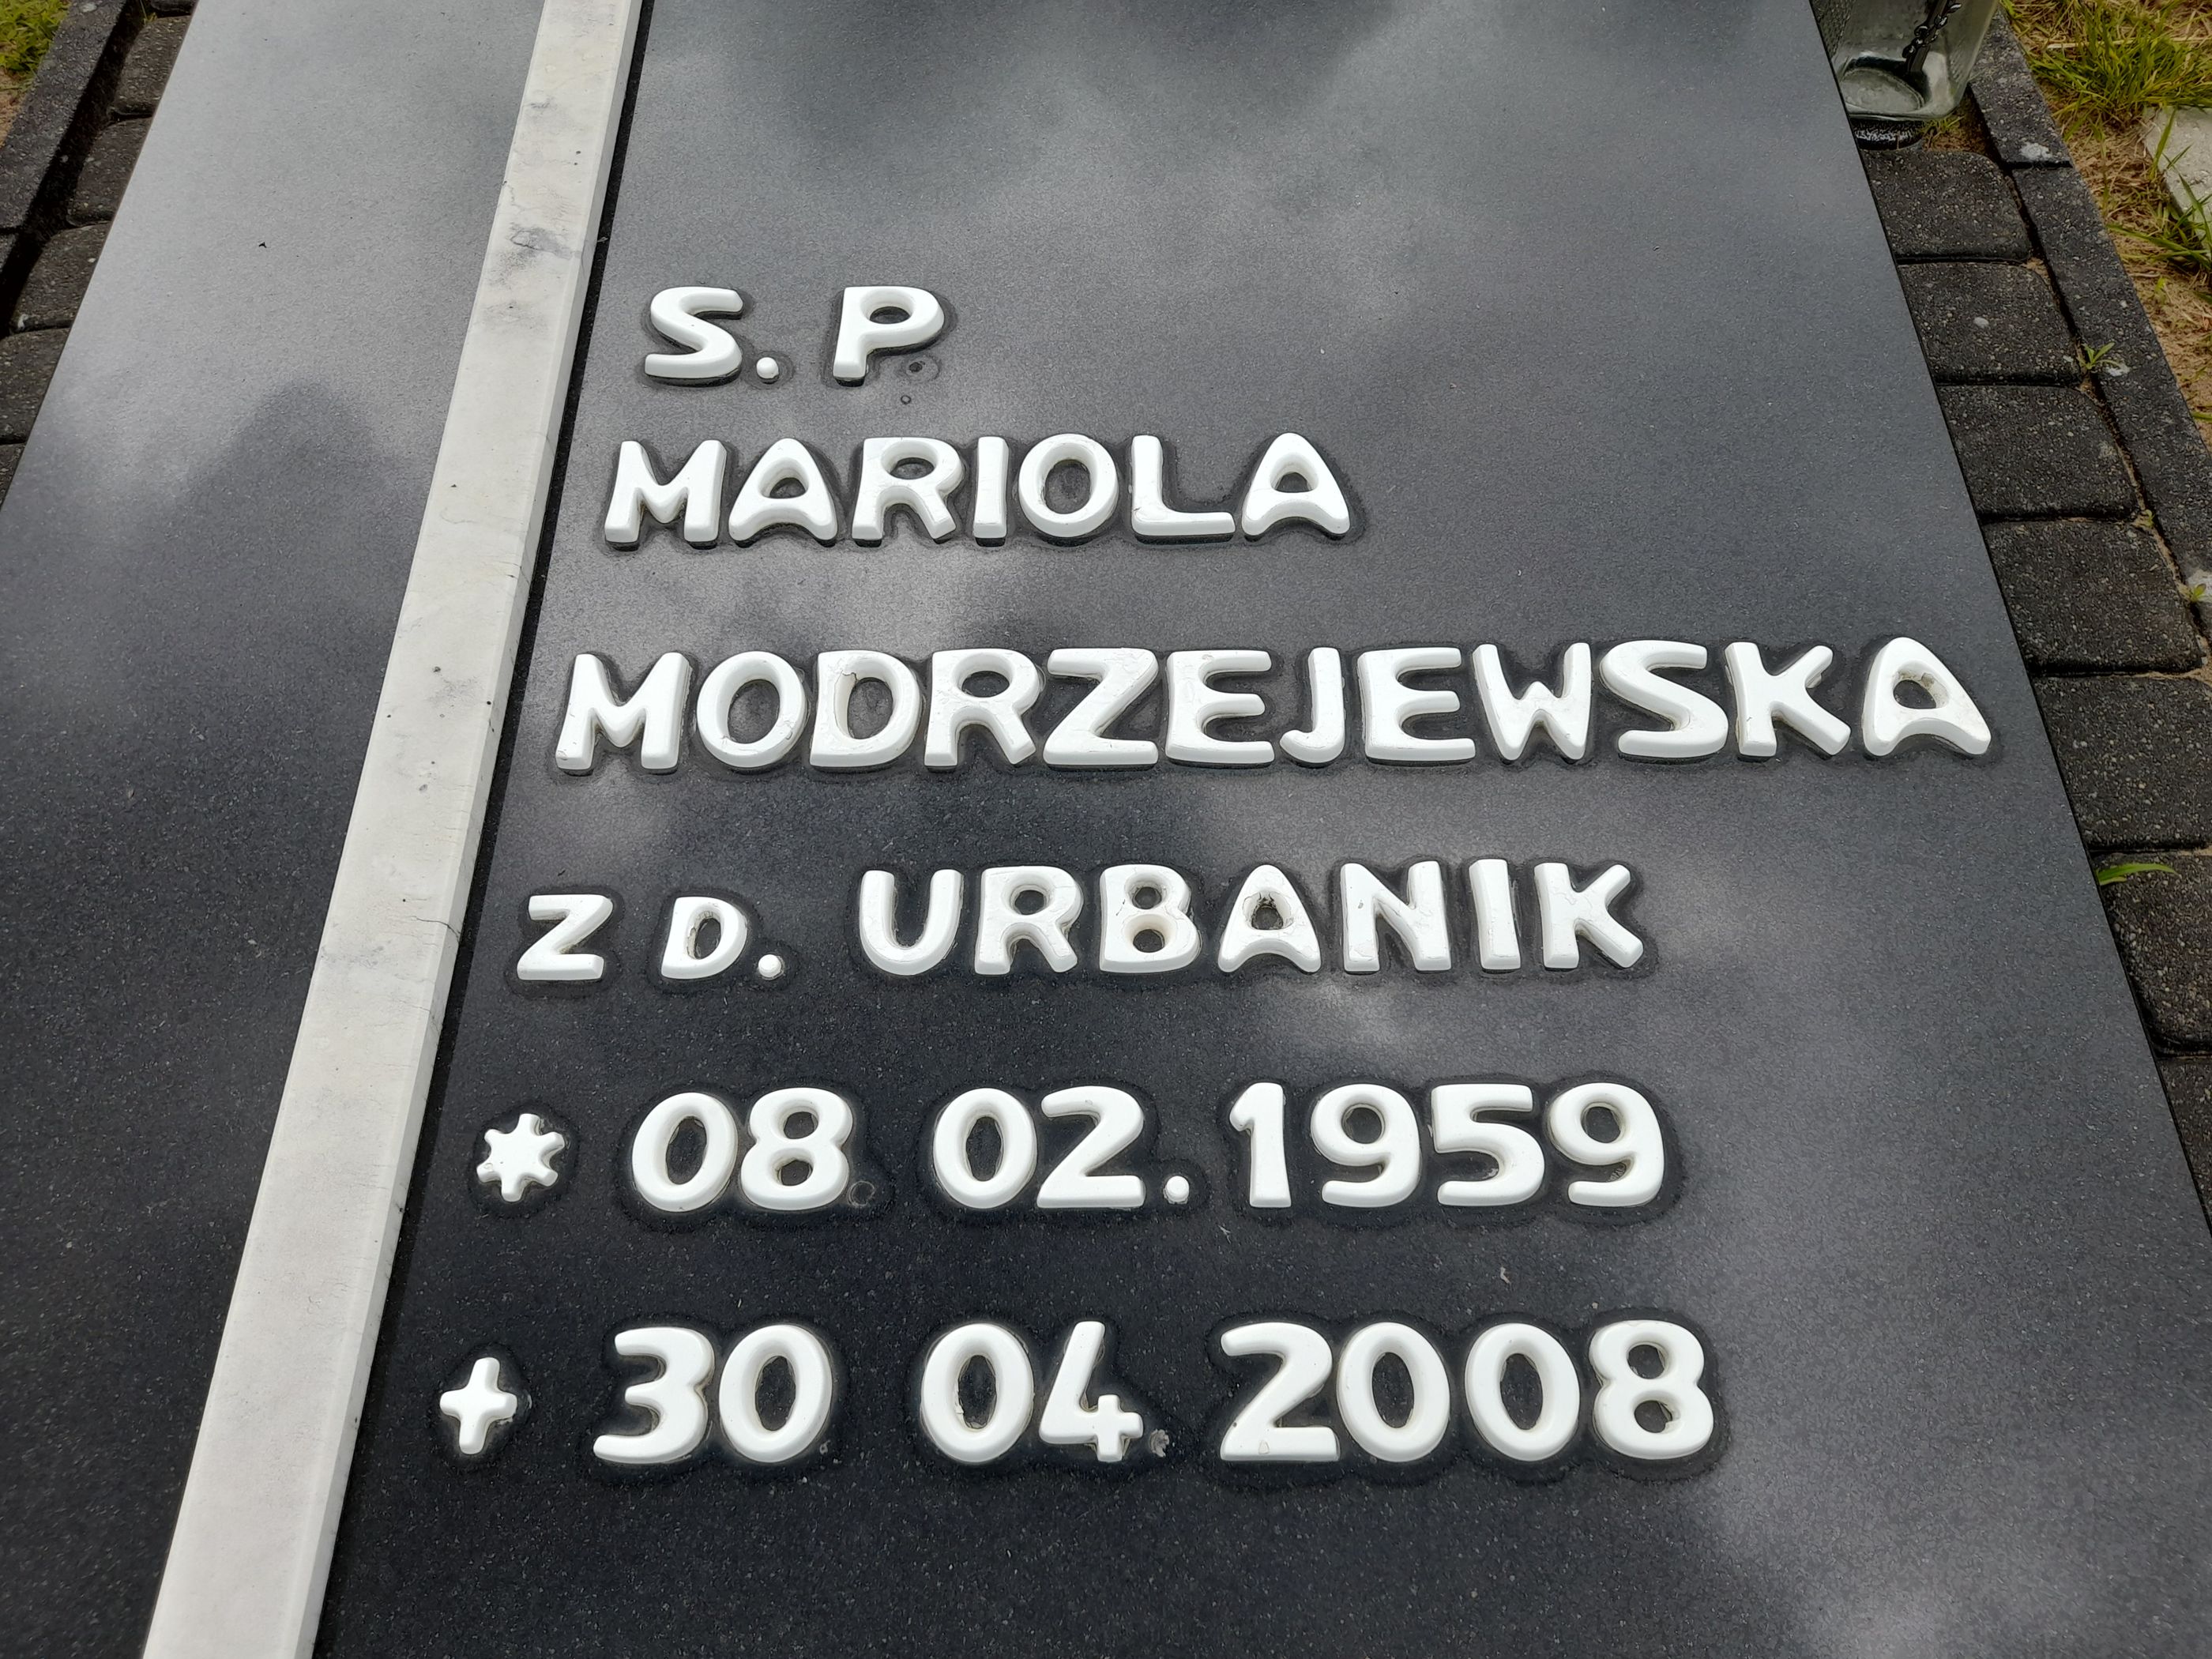 S. P
MARIOLA
MODRZEJEWSKA
Z D. URBANIK
* 08 02. 1959
+ 30 04 2008